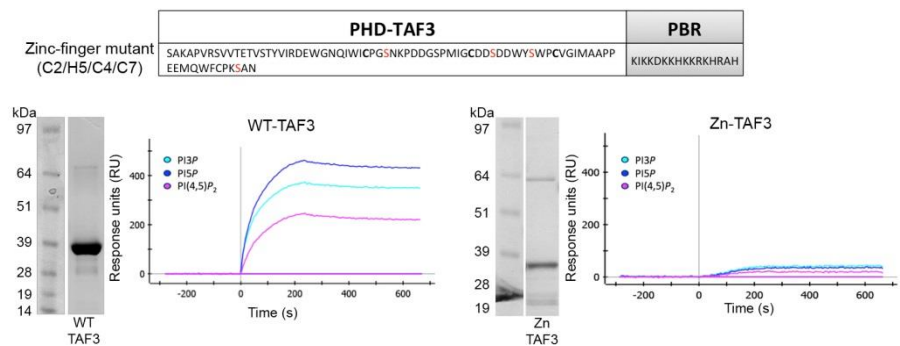 PHD-TAF3 PBR
Zinc-finger mutant
(C2/H5/C4/C7)
SAKAPVRSVVTETVSTYVIRDEWGNQIWICPGSNKPDDGSPMIGCDDSDDWYSWPCVGIMAAPP
EEMQWFCPKSAN
KIKKDKKHKKRKHRAH
kDa
97
64
51
39
28
19
14
WT
TAF3
WT-TAF3
Response units (RU)
400
200
0
PI3P
PI5P
PI(4,5)P₂
-200 0 200 400 600
Time (s)
kDa
97
64
51
39
28
19
Zn
TAF3
Zn-TAF3
Response units (RU)
400
200
0
PI3P
PI5P
PI(4,5)P₂
-200 0 200 400 600
Time (s)